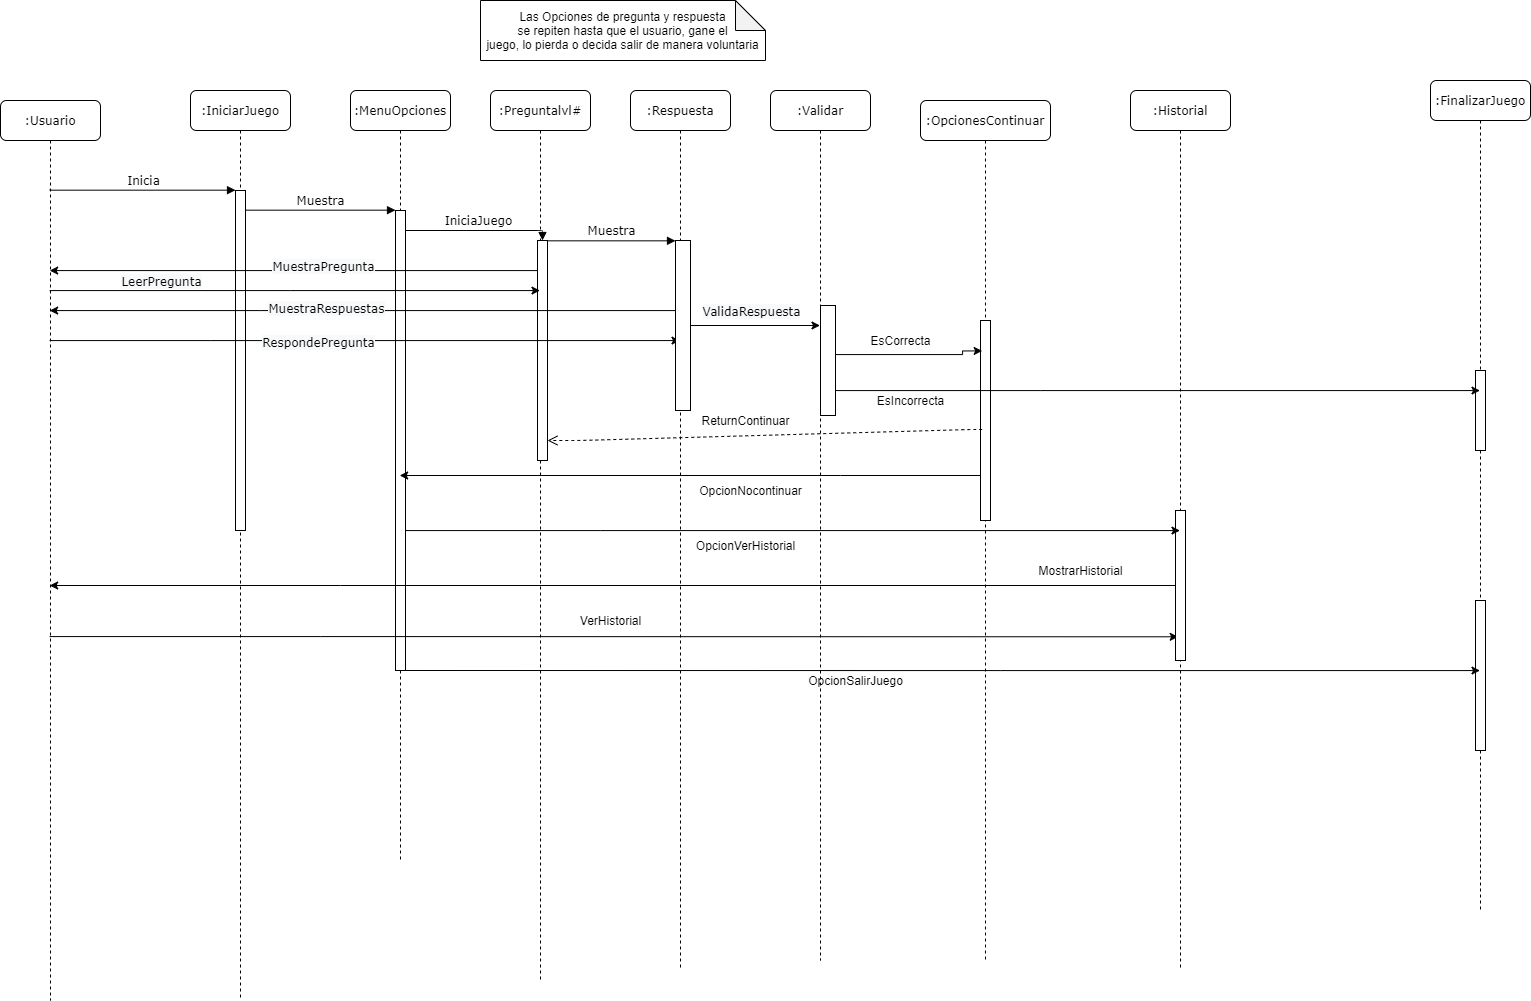 Las Opciones de pregunta y respuesta
se repiten hasta que el usuario, gane el
juego, lo pierda o decida salir de manera voluntaria
:Usuario
:IniciarJuego
:MenuOpciones
:Preguntalvl#
:Respuesta
:Validar
:OpcionesContinuar
:Historial
:FinalizarJuego
Inicia
Muestra
IniciaJuego
Muestra
MuestraPregunta
LeerPregunta
MuestraRespuestas
ValidaRespuesta
RespondePregunta
EsCorrecta
EsIncorrecta
ReturnContinuar
OpcionNocontinuar
OpcionVerHistorial
MostrarHistorial
VerHistorial
OpcionSalirJuego